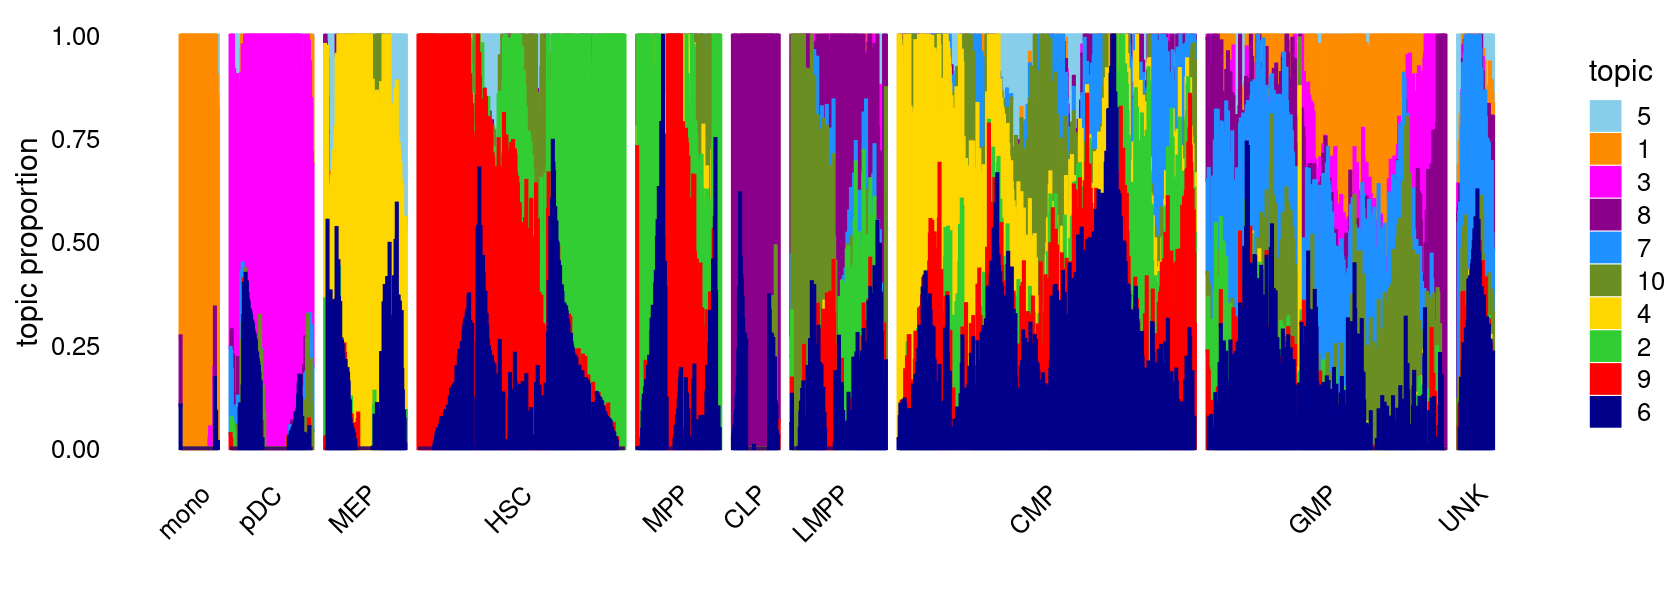 topic proportion
1.00
0.75
0.50
0.25
0.00
mono
pDC
MEP
HSC
MPP
CLP
LMPP
CMP
GMP
UNK
topic
5
1
3
8
7
10
4
2
9
6